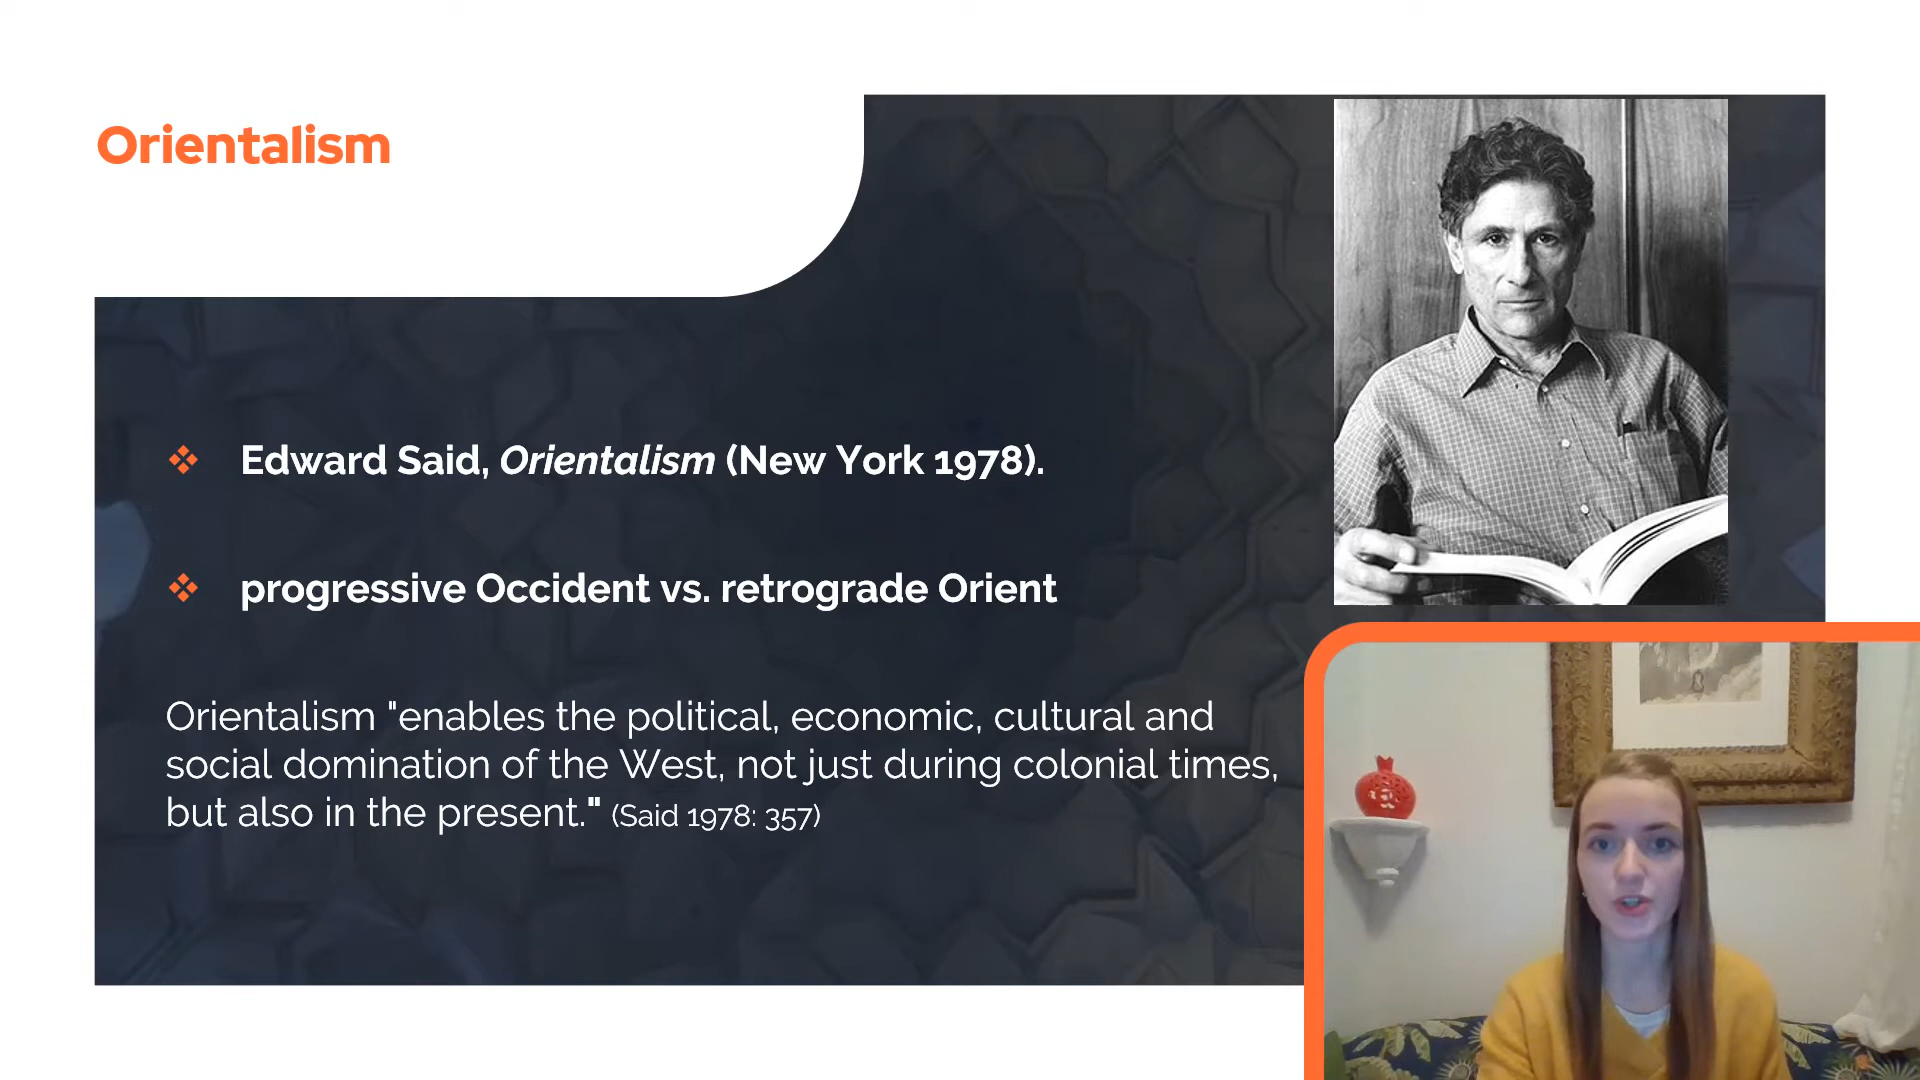 Orientalism
Edward Said, Orientalism (New York 1978).
progressive Occident vs. retrograde Orient
Orientalism "enables the political, economic, cultural and
social domination of the West, not just during colonial times,
but also in the present." (Said 1978: 357)